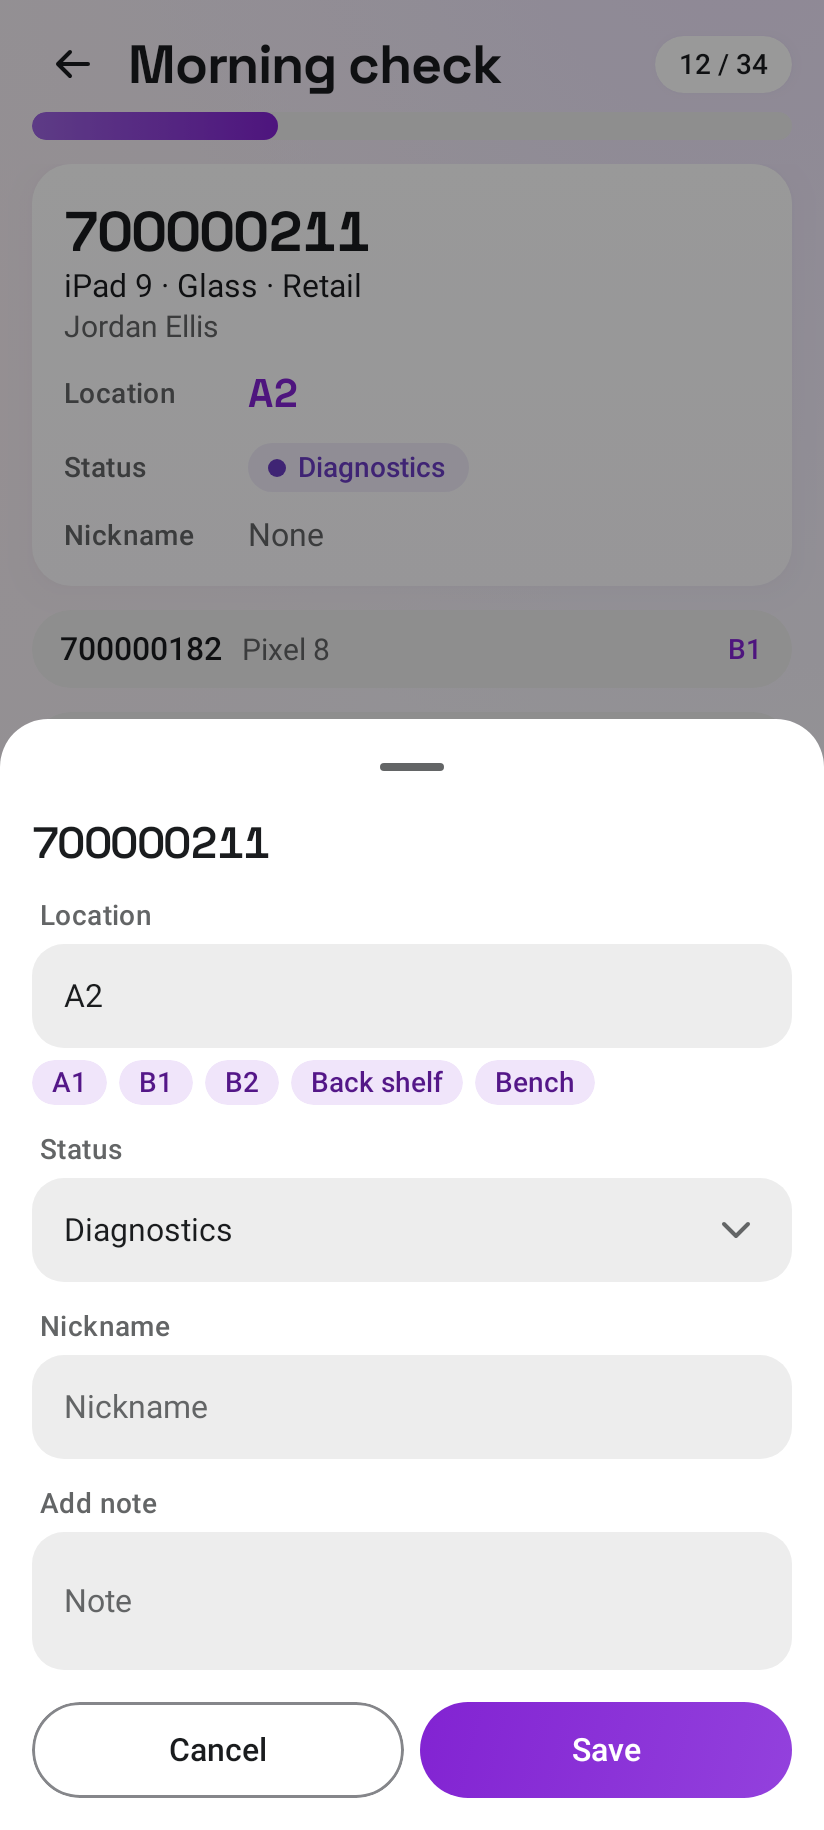 Morning check
12 / 34
700000211
iPad 9 · Glass · Retail
Jordan Ellis
Location A2
Status Diagnostics
Nickname None
700000182 Pixel 8 B1
700000211
Location
A2
A1 B1 B2 Back shelf Bench
Status
Diagnostics
Nickname
Nickname
Add note
Note
Cancel Save